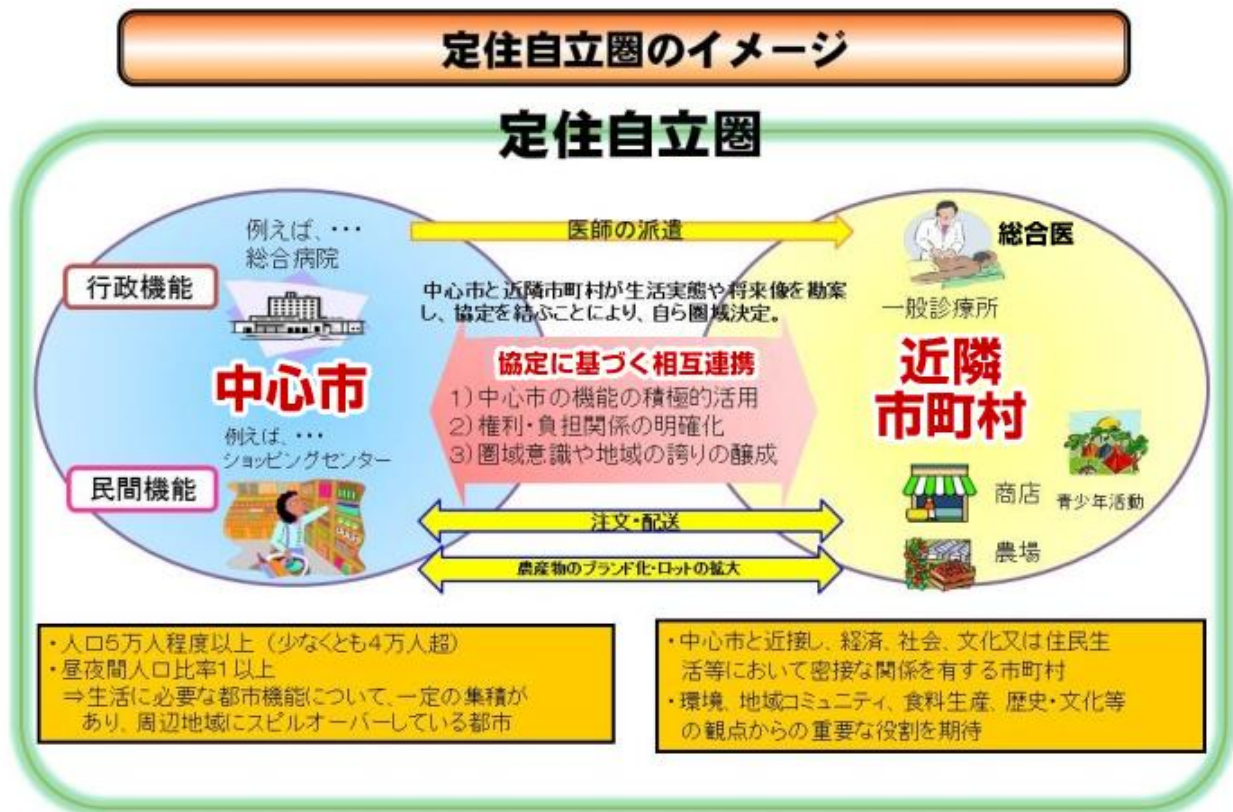 定住自立圏のイメージ
定住自立圏
例えば、・・・
総合病院
行政機能
中心市
例えば、・・・
ショッピングセンター
民間機能
医師の派遣
中心市と近隣市町村が生活実態や将来像を勘案
し、協定を結ぶことにより、自ら圏域決定。
協定に基づく相互連携
1)中心市の機能の積極的活用
2)権利・負担関係の明確化
3)圏域意識や地域の誇りの醸成
注文・配送
農産物のブランド化・ロットの拡大
総合医
一般診療所
近隣
市町村
商店
青少年活動
農場
・人口5万人程度以上（少なくとも4万人超）
・昼夜間人口比率1以上
⇒生活に必要な都市機能について、一定の集積が
あり、周辺地域にスピルオーバーしている都市
・中心市と近接し、経済、社会、文化又は住民生
活等において密接な関係を有する市町村
・環境、地域コミュニティ、食料生産、歴史・文化等
の観点からの重要な役割を期待